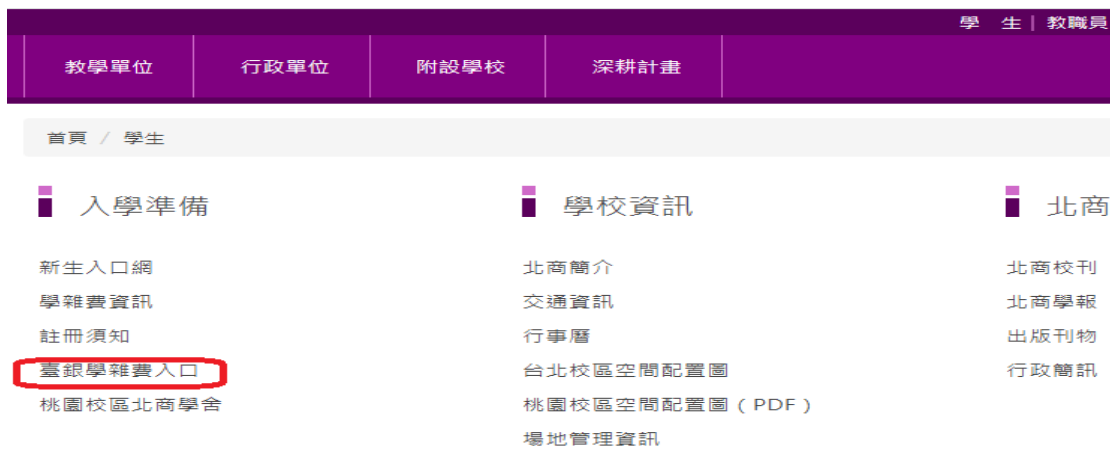 學 生 | 教職員
教學單位 行政單位 附設學校 深耕計畫
首頁 / 學生
入學準備
新生入口網
學雜費資訊
註冊須知
臺銀學雜費入口
桃園校區北商學舍
學校資訊
北商簡介
交通資訊
行事曆
台北校區空間配置圖
桃園校區空間配置圖(PDF)
場地管理資訊
北商
北商校刊
北商學報
出版刊物
行政簡訊